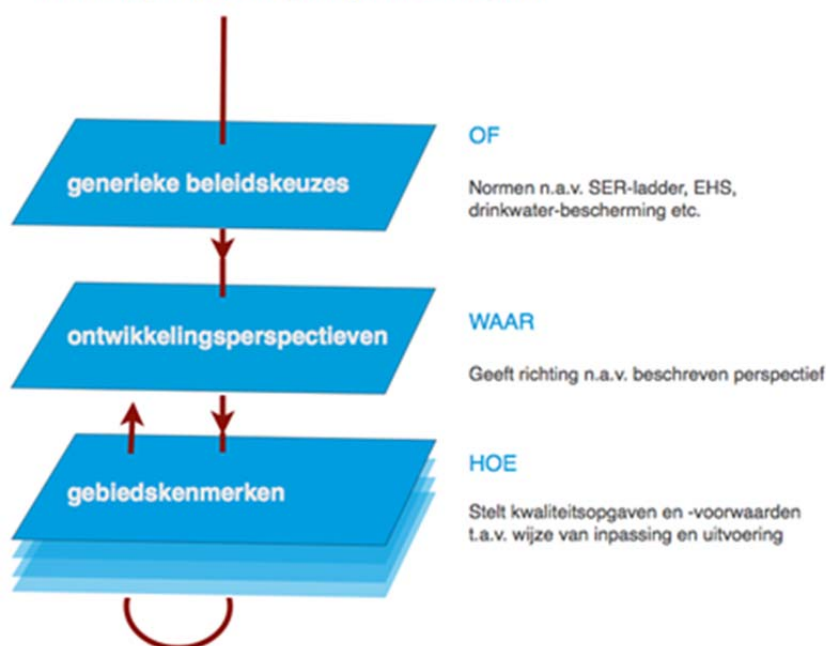 generieke beleidskeuzes
OF
Normen n.a.v. SER-ladder, EHS,
drinkwater-bescherming etc.
ontwikkelingsperspectieven
WAAR
Geeft richting n.a.v. beschreven perspectief
gebiedskenmerken
HOE
Stelt kwaliteitsopgaven en -voorwaarden
t.a.v. wijze van inpassing en uitvoering